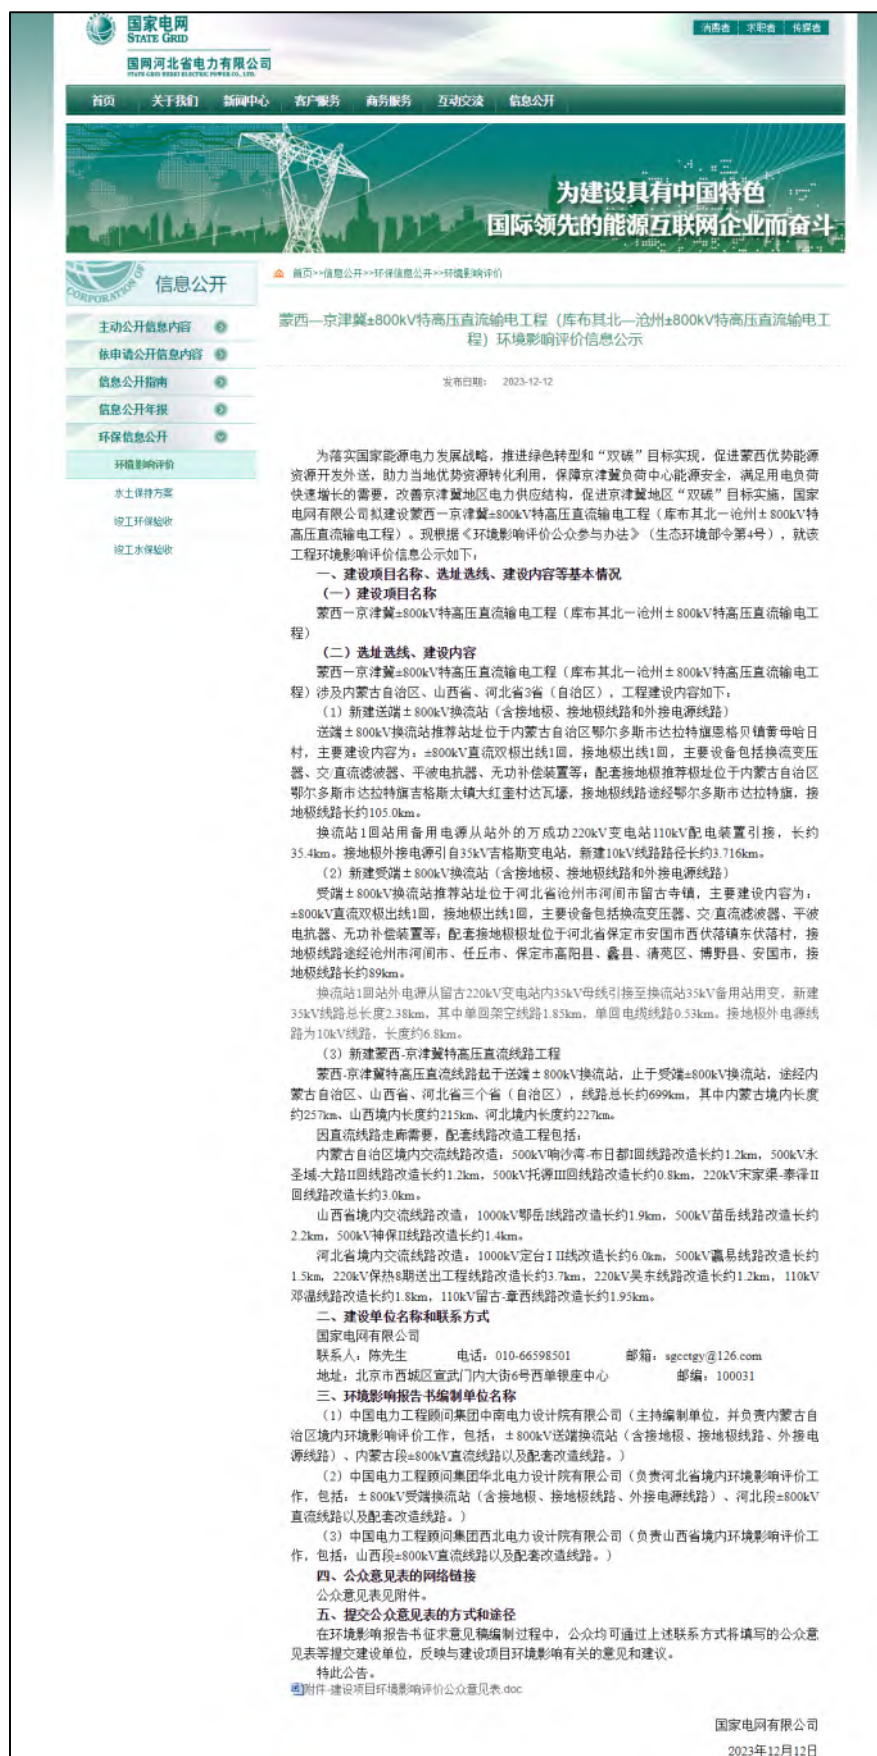 国家电网
STATE GRID
消费者 求职者 传媒者
国网河北省电力有限公司
STATE GRID HEBEI ELECTRIC POWER CO., LTD.
首页 关于我们 新闻中心 客户服务 商务服务 互动交流 信息公开
为建设具有中国特色
国际领先的能源互联网企业而奋斗
CORPORATION OF
信息公开
主动公开信息内容
依申请公开信息内容
信息公开指南
信息公开年报
环保信息公开
环境影响评价
水土保持方案
竣工环保验收
竣工水保验收
首页>>信息公开>>环保信息公开>>环境影响评价
蒙西—京津冀±800kV特高压直流输电工程（库布其北—沧州±800kV特高压直流输电工
程）环境影响评价信息公示
发布日期： 2023-12-12
为落实国家能源电力发展战略，推进绿色转型和“双碳”目标实现，促进蒙西优势能源
资源开发外送，助力当地优势资源转化利用，保障京津冀负荷中心能源安全，满足用电负荷
快速增长的需要，改善京津冀地区电力供应结构，促进京津冀地区“双碳”目标实施，国家
电网有限公司拟建设蒙西—京津冀±800kV特高压直流输电工程（库布其北—沧州±800kV特
高压直流输电工程）。现根据《环境影响评价公众参与办法》（生态环境部令第4号），就该
工程环境影响评价信息公示如下：
一、建设项目名称、选址选线、建设内容等基本情况
（一）建设项目名称
蒙西—京津冀±800kV特高压直流输电工程（库布其北—沧州±800kV特高压直流输电工
程）
（二）选址选线、建设内容
蒙西—京津冀±800kV特高压直流输电工程（库布其北—沧州±800kV特高压直流输电工
程）涉及内蒙古自治区、山西省、河北省3省（自治区），工程建设内容如下：
（1）新建送端±800kV换流站（含接地极、接地极线路和外接电源线路）
送端±800kV换流站推荐站址位于内蒙古自治区鄂尔多斯市达拉特旗恩格贝镇黄母哈日
村，主要建设内容为：±800kV直流双极出线1回，接地极出线1回，主要设备包括换流变压
器、交/直流滤波器、平波电抗器、无功补偿装置等；配套接地极推荐极址位于内蒙古自治区
鄂尔多斯市达拉特旗吉格斯太镇大红奎村达瓦壕，接地极线路途经鄂尔多斯市达拉特旗，接
地极线路长约105.0km。
换流站1回站用备用电源从站外的万成功220kV变电站110kV配电装置引接，长约
35.4km。接地极外接电源引自35kV吉格斯变电站，新建10kV线路路径长约3.716km。
（2）新建受端±800kV换流站（含接地极、接地极线路和外接电源线路）
受端±800kV换流站推荐站址位于河北省沧州市河间市留古寺镇，主要建设内容为：
±800kV直流双极出线1回，接地极出线1回，主要设备包括换流变压器、交/直流滤波器、平波
电抗器、无功补偿装置等；配套接地极极址位于河北省保定市安国市西伏落镇东伏落村，接
地极线路途经沧州市河间市、任丘市、保定市高阳县、蠡县、清苑区、博野县、安国市，接
地极线路长约89km。
换流站1回站外电源从留古220kV变电站内35kV母线引接至换流站35kV备用站用变，新建
35kV线路总长度2.38km，其中单回架空线路1.85km，单回电缆线路0.53km。接地极外电源线
路为10kV线路，长度约6.8km。
（3）新建蒙西-京津冀特高压直流线路工程
蒙西-京津冀特高压直流线路起于送端±800kV换流站，止于受端±800kV换流站，途经内
蒙古自治区、山西省、河北省三个省（自治区），线路总长约699km，其中内蒙古境内长度
约257km、山西境内长度约215km、河北境内长度约227km。
因直流线路走廊需要，配套线路改造工程包括：
内蒙古自治区境内交流线路改造：500kV响沙湾-布日都I回线路改造长约1.2km，500kV永
圣域-大路II回线路改造长约1.2km，500kV托源III回线路改造长约0.8km，220kV宋家渠-泰泽II
回线路改造长约3.0km。
山西省境内交流线路改造：1000kV鄂岳I线路改造长约1.9km，500kV苗岳线路改造长约
2.2km，500kV神保II线路改造长约1.4km。
河北省境内交流线路改造：1000kV定台I II线改造长约6.0km，500kV瀛易线路改造长约
1.5km，220kV保热8期送出工程线路改造长约3.7km，220kV吴东线路改造长约1.2km，110kV
邓温线路改造长约1.8km，110kV留古-章西线路改造长约1.95km。
二、建设单位名称和联系方式
国家电网有限公司
联系人：陈先生 电话：010-66598501 邮箱：sgcctgy@126.com
地址：北京市西城区宣武门内大街6号西单银座中心 邮编：100031
三、环境影响报告书编制单位名称
（1）中国电力工程顾问集团中南电力设计院有限公司（主持编制单位，并负责内蒙古自
治区境内环境影响评价工作，包括：±800kV送端换流站（含接地极、接地极线路、外接电
源线路）、内蒙古段±800kV直流线路以及配套改造线路。）
（2）中国电力工程顾问集团华北电力设计院有限公司（负责河北省境内环境影响评价工
作，包括：±800kV受端换流站（含接地极、接地极线路、外接电源线路）、河北段±800kV
直流线路以及配套改造线路。）
（3）中国电力工程顾问集团西北电力设计院有限公司（负责山西省境内环境影响评价工
作，包括：山西段±800kV直流线路以及配套改造线路。）
四、公众意见表的网络链接
公众意见表见附件。
五、提交公众意见表的方式和途径
在环境影响报告书征求意见稿编制过程中，公众均可通过上述联系方式将填写的公众意
见表等提交建设单位，反映与建设项目环境影响有关的意见和建议。
特此公告。
附件-建设项目环境影响评价公众意见表.doc
国家电网有限公司
2023年12月12日